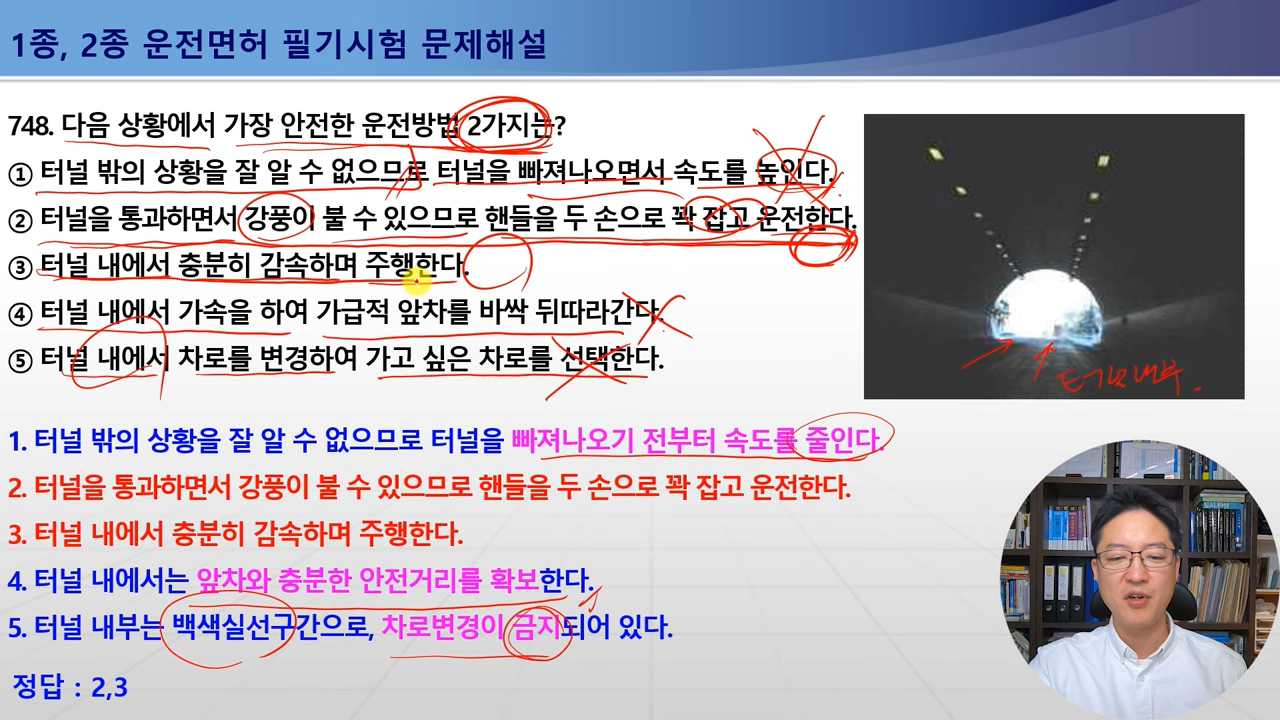 1종, 2종 운전면허 필기시험 문제해설
748. 다음 상황에서 가장 안전한 운전방법 2가지는?
① 터널 밖의 상황을 잘 알 수 없으므로 터널을 빠져나오면서 속도를 높인다.
② 터널을 통과하면서 강풍이 불 수 있으므로 핸들을 두 손으로 꽉 잡고 운전한다.
③ 터널 내에서 충분히 감속하며 주행한다.
④ 터널 내에서 가속을 하여 가급적 앞차를 바싹 뒤따라간다.
⑤ 터널 내에서 차로를 변경하여 가고 싶은 차로를 선택한다.
터널내부.
1. 터널 밖의 상황을 잘 알 수 없으므로 터널을 빠져나오기 전부터 속도를 줄인다.
2. 터널을 통과하면서 강풍이 불 수 있으므로 핸들을 두 손으로 꽉 잡고 운전한다.
3. 터널 내에서 충분히 감속하며 주행한다.
4. 터널 내에서는 앞차와 충분한 안전거리를 확보한다.
5. 터널 내부는 백색실선구간으로, 차로변경이 금지되어 있다.
정답 : 2,3